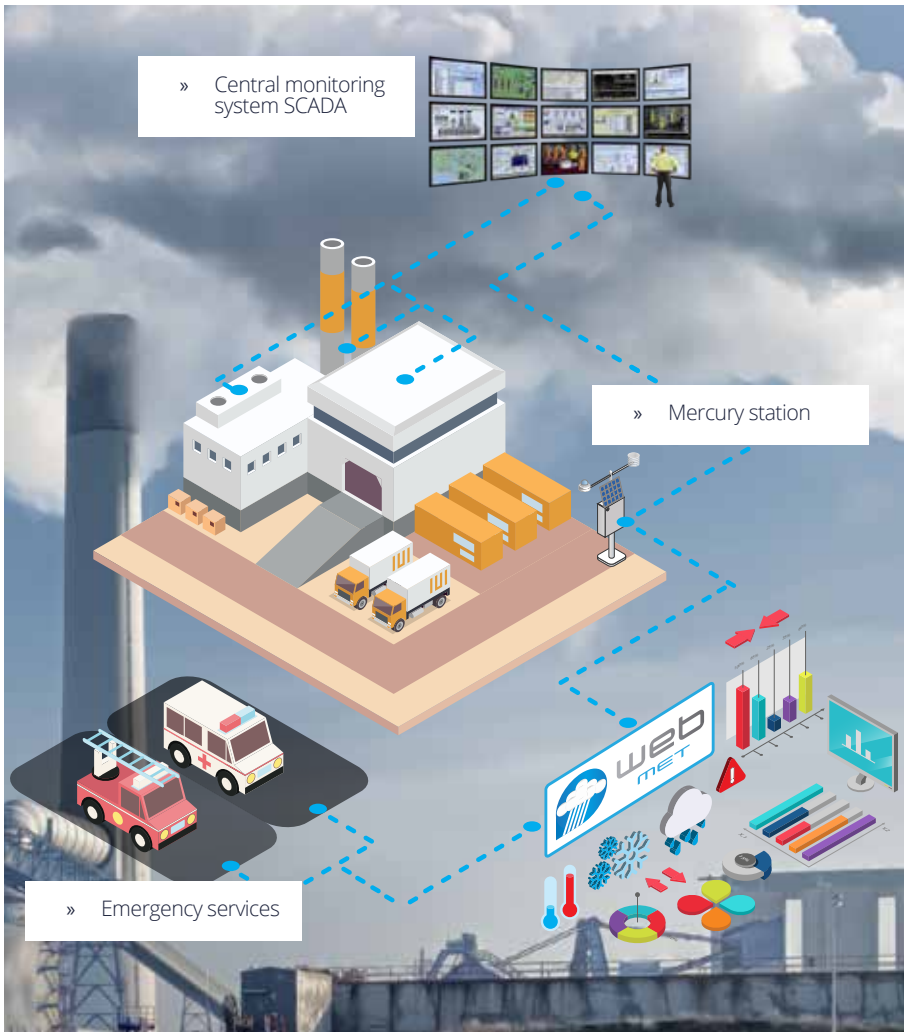 » Central monitoring
system SCADA
» Mercury station
web
MET
» Emergency services